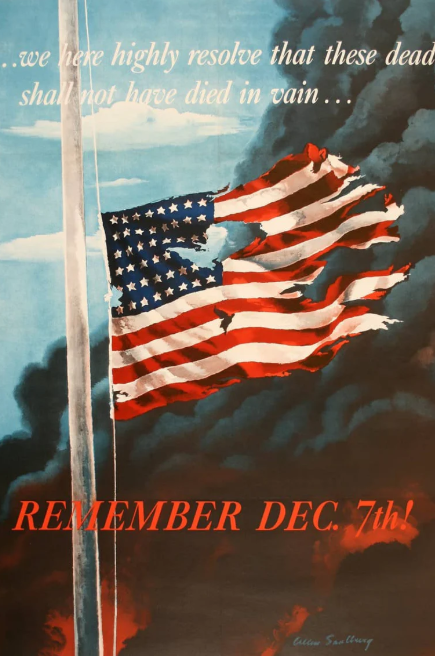 ..we here highly resolve that these dead
shall not have died in vain...
REMEMBER DEC. 7th!
Allen Saalburg